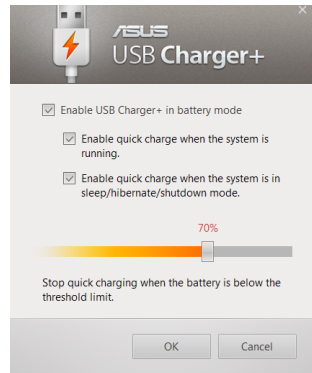 ASUS
USB Charger+
Enable USB Charger+ in battery mode
Enable quick charge when the system is
running.
Enable quick charge when the system is in
sleep/hibernate/shutdown mode.
70%
Stop quick charging when the battery is below the
threshold limit.
OK Cancel